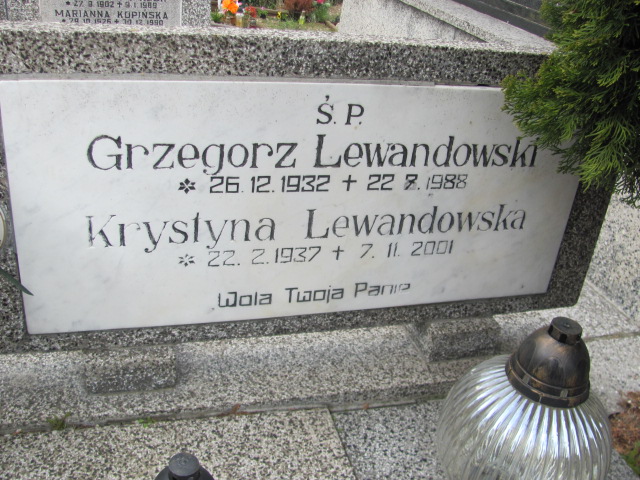 MARIANNA KOPIŃSKA
Ś. P.
Grzegorz Lewandowski
* 26.12.1932 + 22 7.1988
Krystyna Lewandowska
* 22. 2.1937 + 7. 11. 2001
Wola Twoja Panie